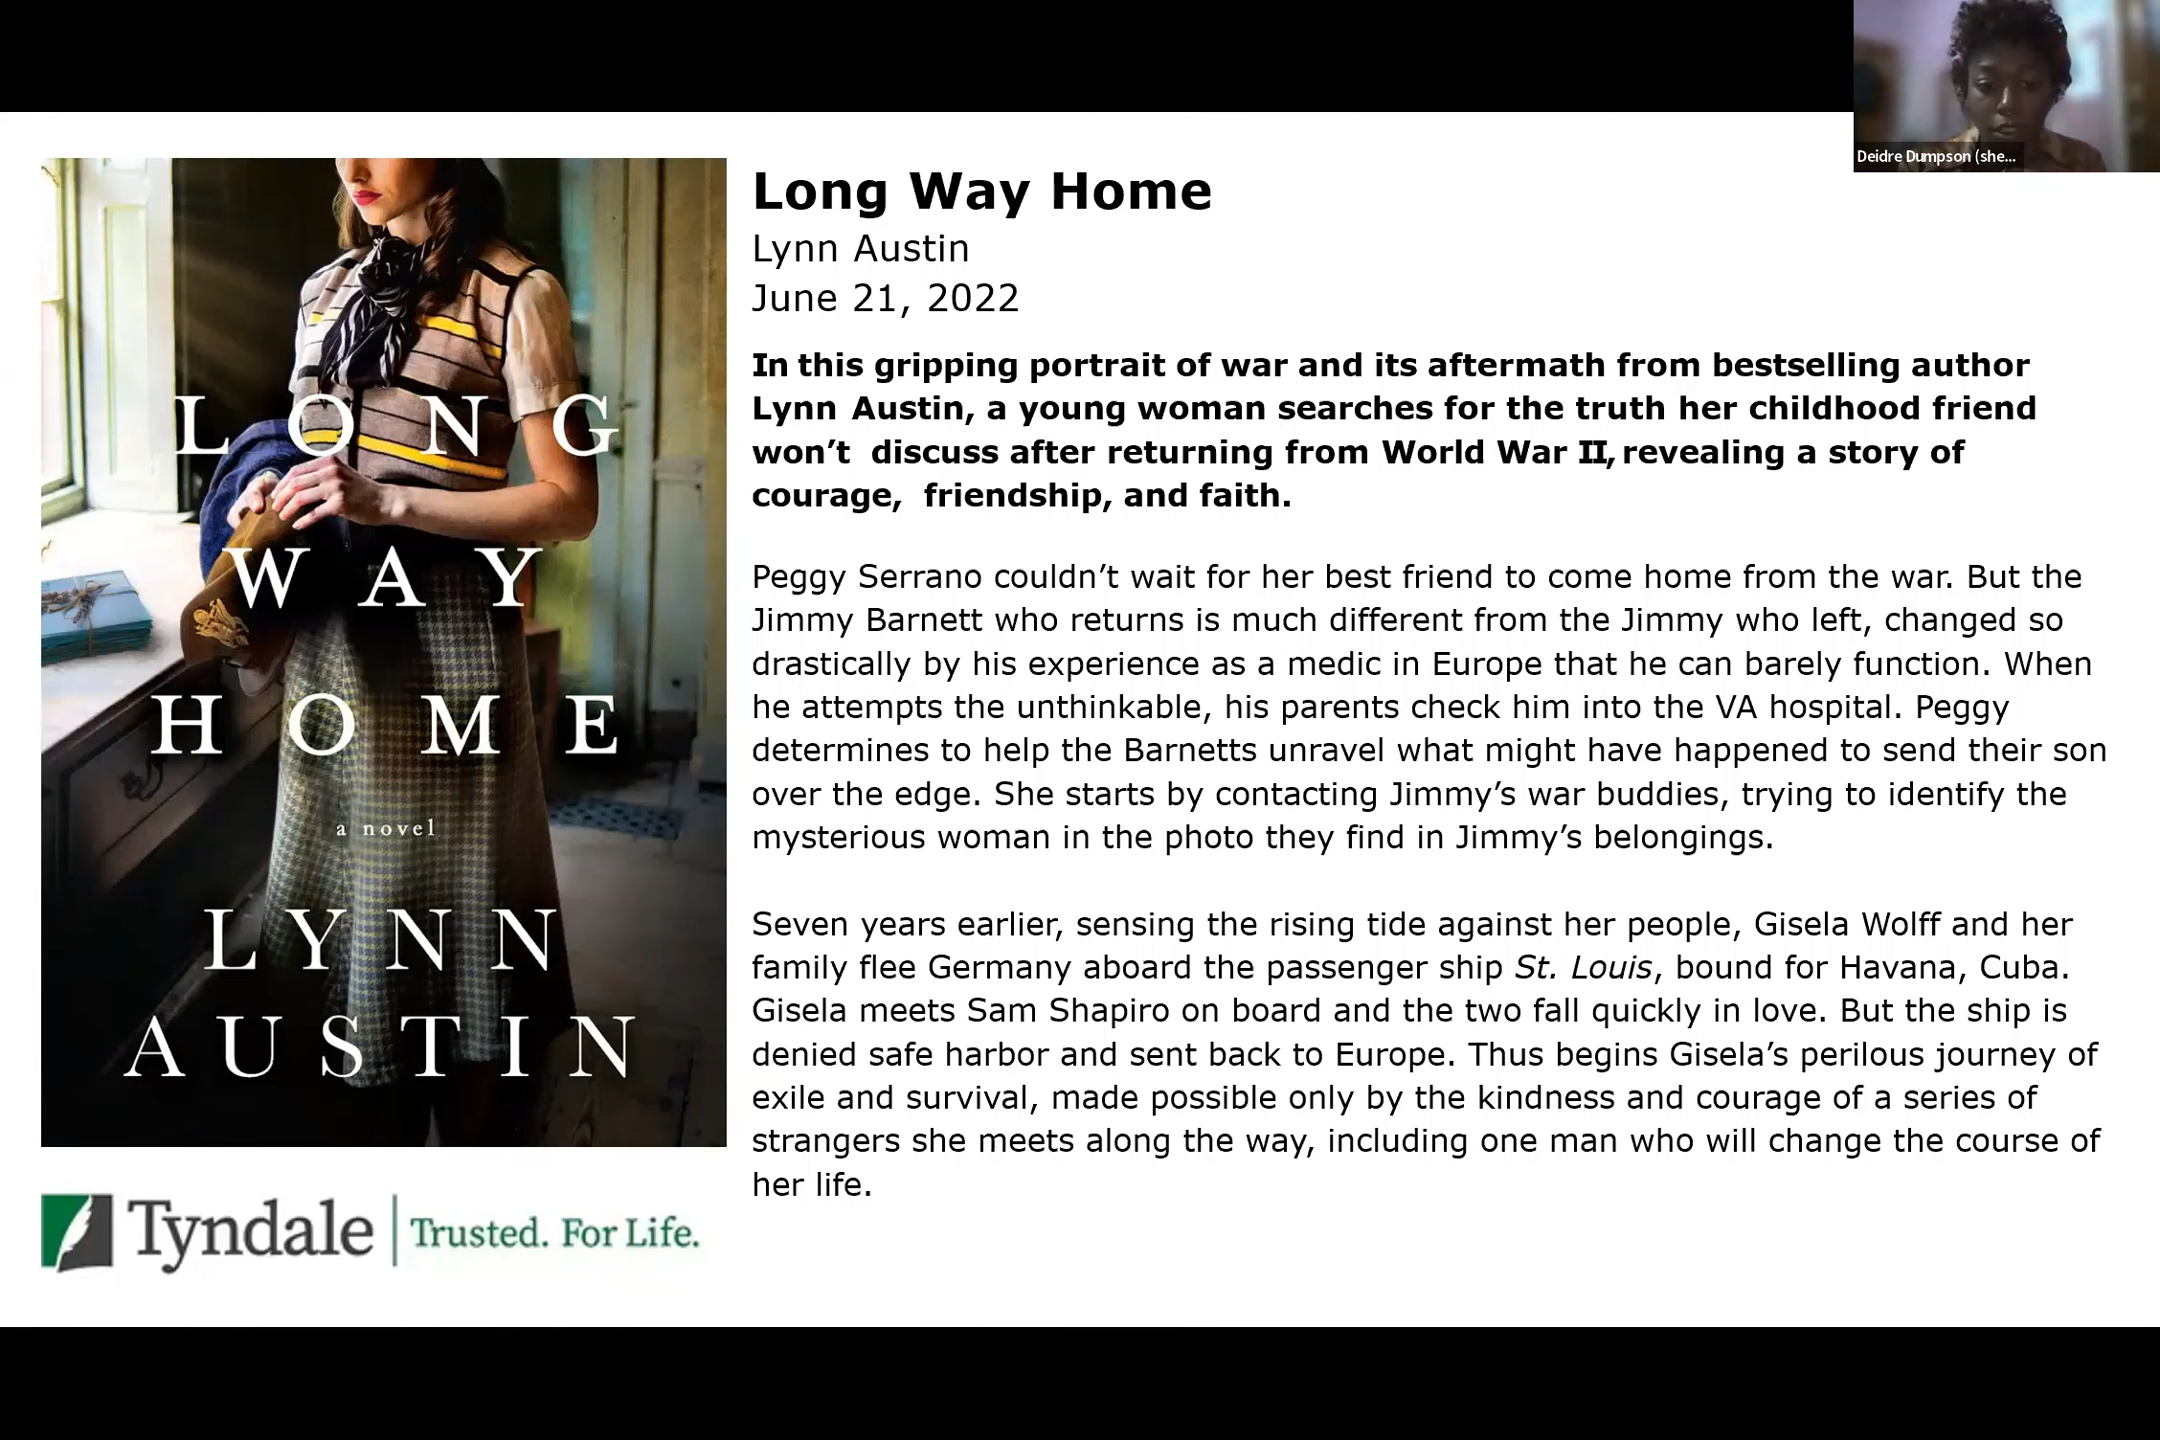 Deidre Dumpson (she...
LONG
WAY
HOME
a novel
LYNN
AUSTIN
Tyndale
Trusted. For Life.
Long Way Home
Lynn Austin
June 21, 2022
In this gripping portrait of war and its aftermath from bestselling author
Lynn Austin, a young woman searches for the truth her childhood friend
won’t discuss after returning from World War II, revealing a story of
courage, friendship, and faith.
Peggy Serrano couldn’t wait for her best friend to come home from the war. But the
Jimmy Barnett who returns is much different from the Jimmy who left, changed so
drastically by his experience as a medic in Europe that he can barely function. When
he attempts the unthinkable, his parents check him into the VA hospital. Peggy
determines to help the Barnetts unravel what might have happened to send their son
over the edge. She starts by contacting Jimmy’s war buddies, trying to identify the
mysterious woman in the photo they find in Jimmy’s belongings.
Seven years earlier, sensing the rising tide against her people, Gisela Wolff and her
family flee Germany aboard the passenger ship St. Louis, bound for Havana, Cuba.
Gisela meets Sam Shapiro on board and the two fall quickly in love. But the ship is
denied safe harbor and sent back to Europe. Thus begins Gisela’s perilous journey of
exile and survival, made possible only by the kindness and courage of a series of
strangers she meets along the way, including one man who will change the course of
her life.